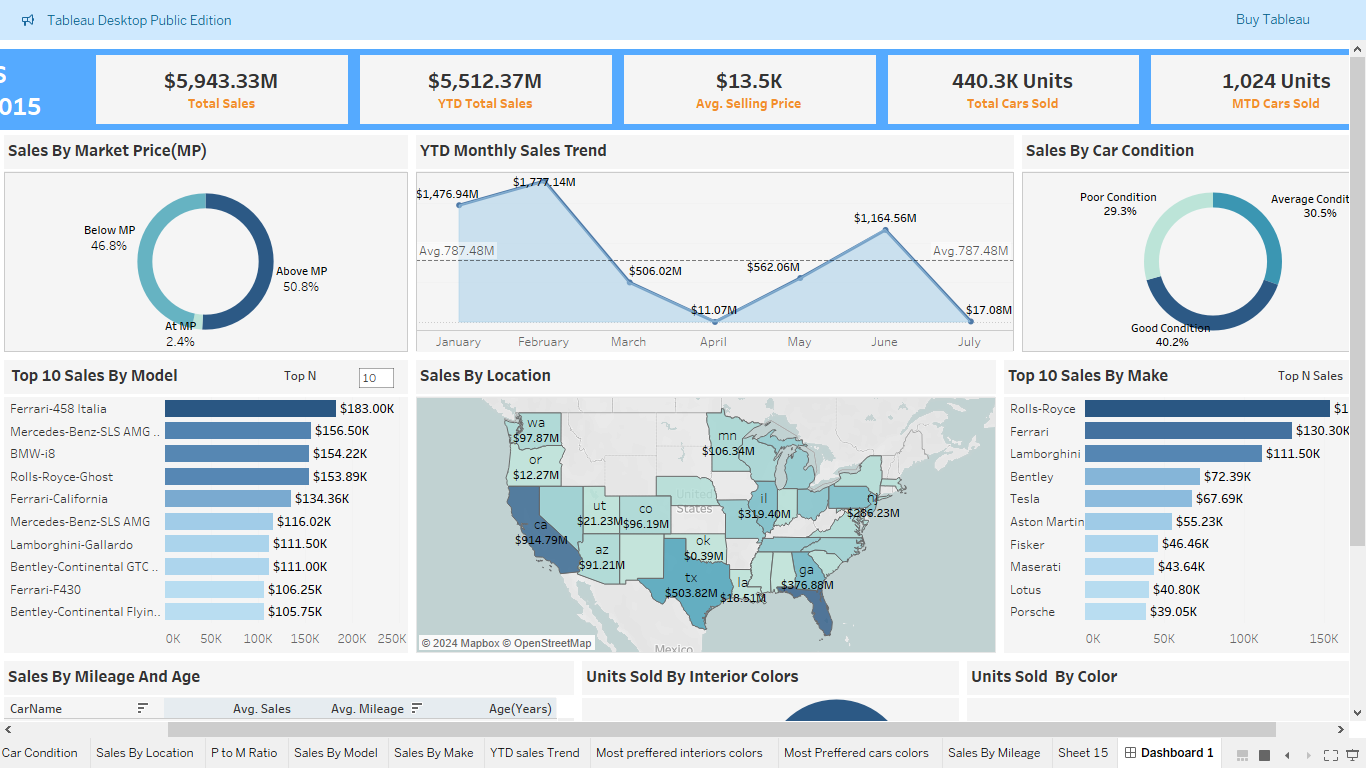 Tableau Desktop Public Edition
Buy Tableau
015
$5,943.33M
Total Sales
$5,512.37M
YTD Total Sales
$13.5K
Avg. Selling Price
440.3K Units
Total Cars Sold
1,024 Units
MTD Cars Sold
Sales By Market Price(MP)
Below MP
46.8%
Above MP
50.8%
At MP
2.4%
YTD Monthly Sales Trend
$1,476.94M
$1,777.14M
$506.02M
$11.07M
$562.06M
$1,164.56M
$17.08M
Avg.787.48M
Avg.787.48M
January February March April May June July
Sales By Car Condition
Poor Condition
29.3%
Average Condit
30.5%
Good Condition
40.2%
Top 10 Sales By Model
Top N
10
Ferrari-458 Italia $183.00K
Mercedes-Benz-SLS AMG .. $156.50K
BMW-i8 $154.22K
Rolls-Royce-Ghost $153.89K
Ferrari-California $134.36K
Mercedes-Benz-SLS AMG $116.02K
Lamborghini-Gallardo $111.50K
Bentley-Continental GTC .. $111.00K
Ferrari-F430 $106.25K
Bentley-Continental Flyin.. $105.75K
0K 50K 100K 150K 200K 250K
Sales By Location
wa
$97.87M
or
$12.27M
mn
$106.34M
United
States
ut
$21.23M
co
$96.19M
il
$319.40M
nj
$286.23M
ca
$914.79M
az
$91.21M
ok
$0.39M
tx
$503.82M
la
$18.51M
ga
$376.88M
Mexico
© 2024 Mapbox © OpenStreetMap
Top 10 Sales By Make
Top N Sales
Rolls-Royce $1
Ferrari $130.30K
Lamborghini $111.50K
Bentley $72.39K
Tesla $67.69K
Aston Martin $55.23K
Fisker $46.46K
Maserati $43.64K
Lotus $40.80K
Porsche $39.05K
0K 50K 100K 150K
Sales By Mileage And Age
CarName Avg. Sales Avg. Mileage Age(Years)
Units Sold By Interior Colors
Units Sold  By Color
Car Condition Sales By Location P to M Ratio Sales By Model Sales By Make YTD sales Trend Most preffered interiors colors Most Preffered cars colors Sales By Mileage Sheet 15 Dashboard 1